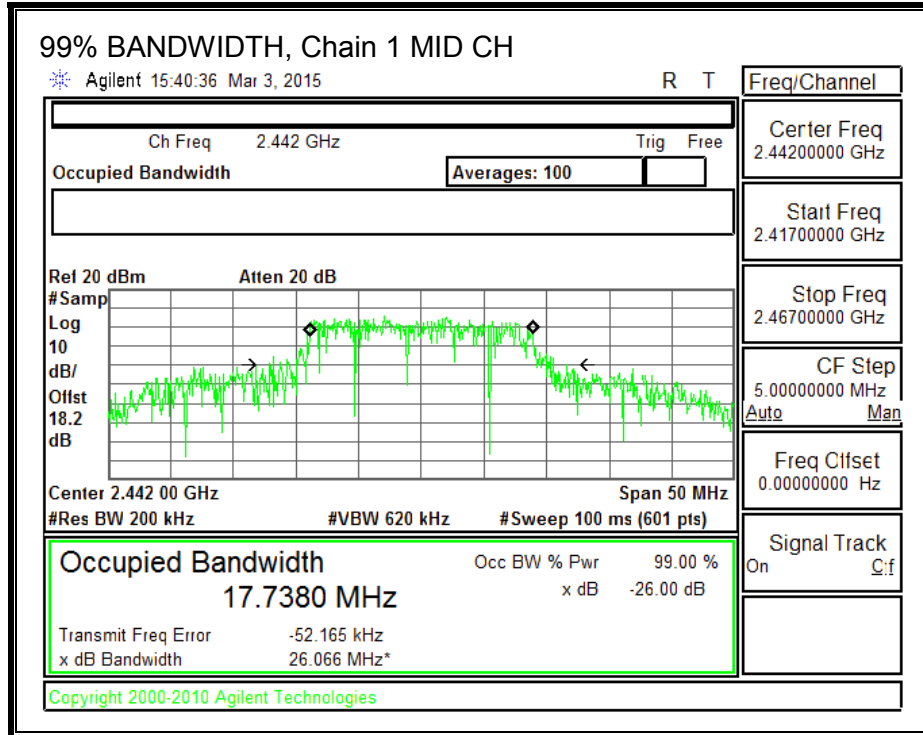 99% BANDWIDTH, Chain 1 MID CH
Agilent 15:40:36 Mar 3, 2015 R T
Freq/Channel
Ch Freq 2.442 GHz Trig Free
Occupied Bandwidth Averages: 100
Center Freq
2.44200000 GHz
Start Freq
2.41700000 GHz
Stop Freq
2.46700000 GHz
CF Step
5.00000000 MHz
Auto Man
Freq Offset
0.00000000 Hz
Signal Track
On Off
Ref 20 dBm Atten 20 dB
#Samp
Log
10
dB/
Offst
18.2
dB
Center 2.442 00 GHz Span 50 MHz
#Res BW 200 kHz #VBW 620 kHz #Sweep 100 ms (601 pts)
Occupied Bandwidth
17.7380 MHz
Occ BW % Pwr 99.00 %
x dB -26.00 dB
Transmit Freq Error -52.165 kHz
x dB Bandwidth 26.066 MHz*
Copyright 2000-2010 Agilent Technologies